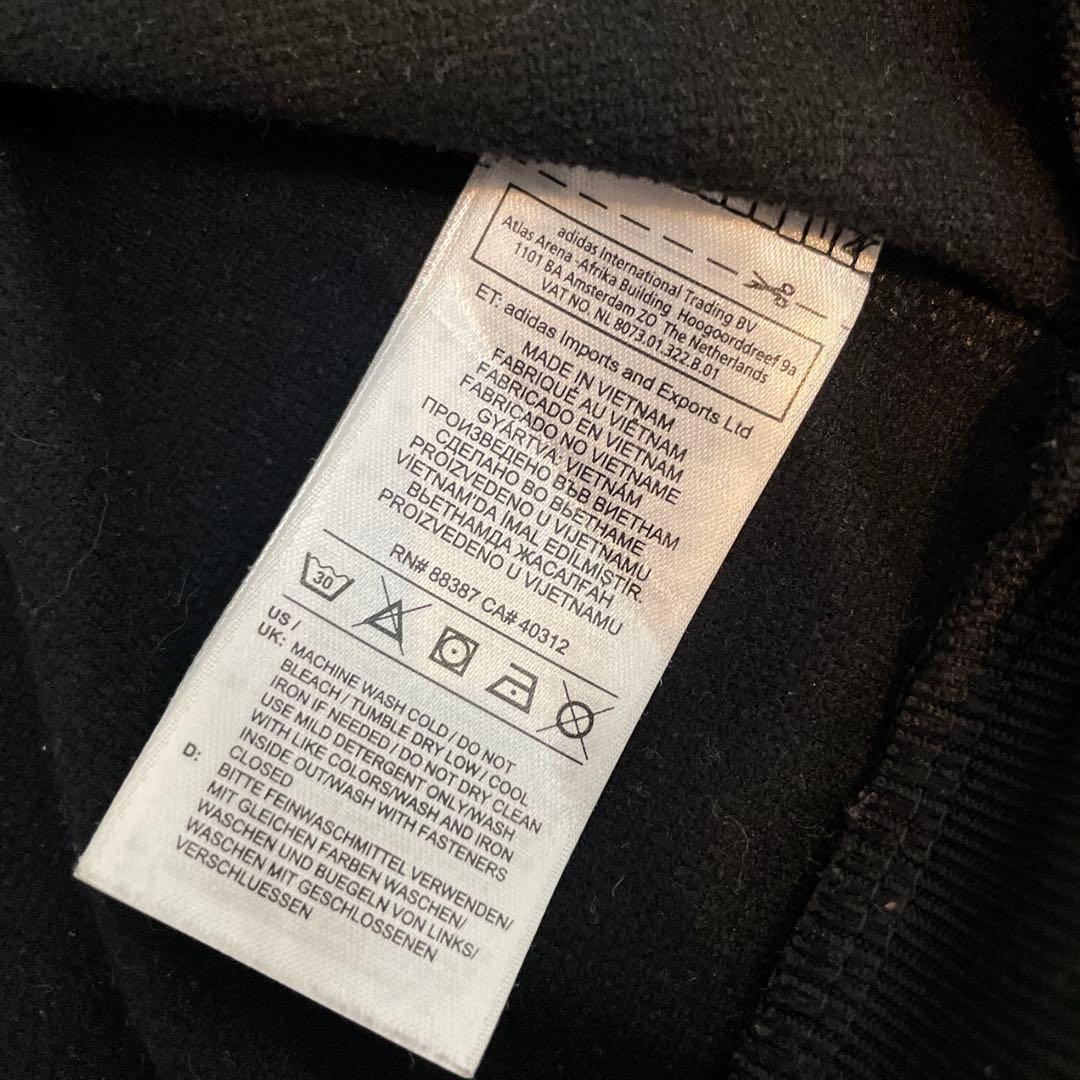 adidas International Trading BV
Atlas Arena -Afrika Building Hoogoorddreef 9a
1101 BA Amsterdam ZO The Netherlands
VAT NO. NL 8073.01.322.B.01
ET: adidas Imports and Exports Ltd
MADE IN VIETNAM
FABRIQUÉ AU VIÊTNAM
FABRICADO EN VIETNAM
FABRICADO NO VIETNAME
GYÁRTVA: VIETNÁM
ПРОИЗВЕДЕНО ВЪВ ВИЕТНАМ
СДЕЛАНО ВО ВЬЕТНАМЕ
PROIZVEDENO U VIJETNAMU
VIETNAM'DA IMAL EDILMIŞTIR.
ВЬЕТНАМДА ЖАСАЛҒАН
PROIZVEDENO U VIJETNAMU
RN# 88387 CA# 40312
30
US /
UK: MACHINE WASH COLD / DO NOT
BLEACH / TUMBLE DRY LOW / COOL
IRON IF NEEDED / DO NOT DRY CLEAN
USE MILD DETERGENT ONLY/WASH
WITH LIKE COLORS/WASH AND IRON
INSIDE OUT/WASH WITH FASTENERS
CLOSED
D: BITTE FEINWASCHMITTEL VERWENDEN/
MIT GLEICHEN FARBEN WASCHEN/
WASCHEN UND BUEGELN VON LINKS/
WASCHEN MIT GESCHLOSSENEN
VERSCHLUESSEN